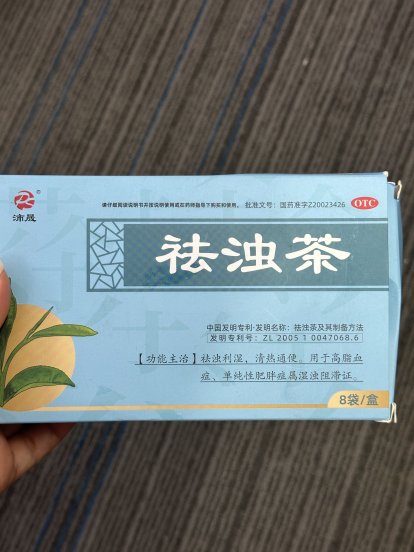 沛晟
请仔细阅读说明书并按说明使用或在药师指导下购买和使用。 批准文号：国药准字Z20023426 OTC
祛浊茶
中国发明专利·发明名称：祛浊茶及其制备方法
发明专利号：ZL 2005 1 0047068.6
【功能主治】祛浊利湿，清热通便。用于高脂血
症、单纯性肥胖症属湿浊阻滞证。
8袋/盒